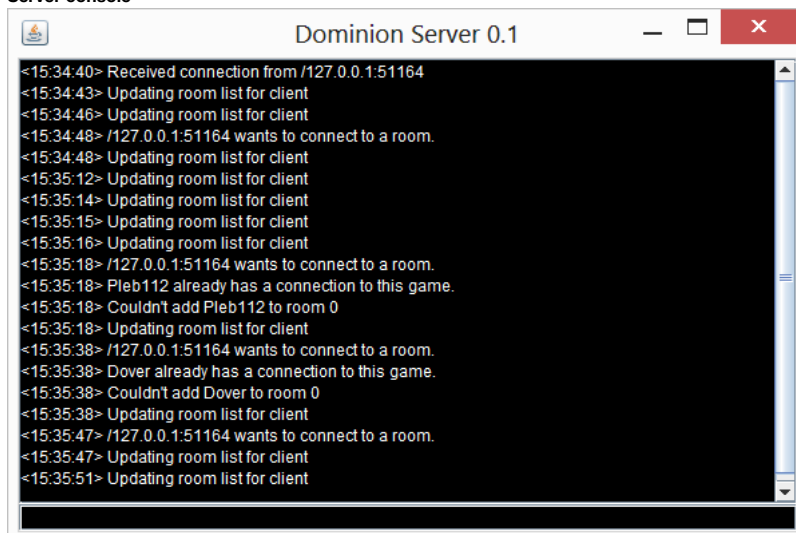 Server console
Dominion Server 0.1
<15:34:40> Received connection from /127.0.0.1:51164
<15:34:43> Updating room list for client
<15:34:46> Updating room list for client
<15:34:48> /127.0.0.1:51164 wants to connect to a room.
<15:34:48> Updating room list for client
<15:35:12> Updating room list for client
<15:35:14> Updating room list for client
<15:35:15> Updating room list for client
<15:35:16> Updating room list for client
<15:35:18> /127.0.0.1:51164 wants to connect to a room.
<15:35:18> Pleb112 already has a connection to this game.
<15:35:18> Couldn't add Pleb112 to room 0
<15:35:18> Updating room list for client
<15:35:38> /127.0.0.1:51164 wants to connect to a room.
<15:35:38> Dover already has a connection to this game.
<15:35:38> Couldn't add Dover to room 0
<15:35:38> Updating room list for client
<15:35:47> /127.0.0.1:51164 wants to connect to a room.
<15:35:47> Updating room list for client
<15:35:51> Updating room list for client